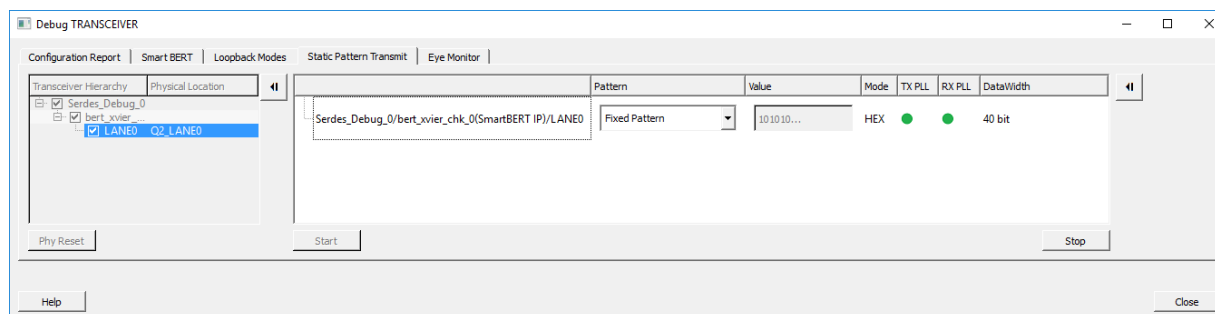 Debug TRANSCEIVER
Configuration Report Smart BERT Loopback Modes Static Pattern Transmit Eye Monitor
Transceiver Hierarchy Physical Location
Serdes_Debug_0
bert_xvier_...
LANE0 Q2_LANE0
Pattern Value Mode TX PLL RX PLL DataWidth
Serdes_Debug_0/bert_xvier_chk_0(SmartBERT IP)/LANE0 Fixed Pattern 101010... HEX 40 bit
Phy Reset Start Stop
Help Close